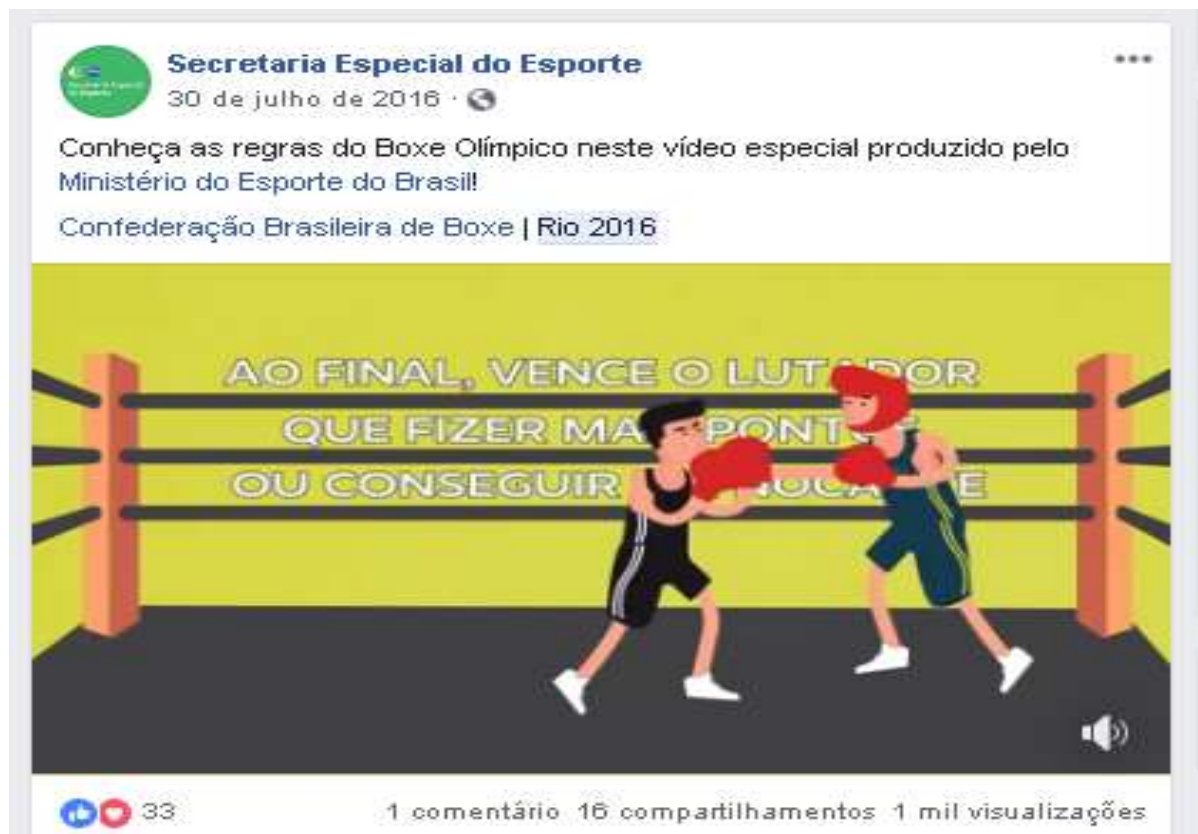 Secretaria Especial do Esporte
30 de julho de 2016 ·
Conheça as regras do Boxe Olímpico neste vídeo especial produzido pelo
Ministério do Esporte do Brasil!
Confederação Brasileira de Boxe | Rio 2016
AO FINAL, VENCE O
QUE FIZER
OU CONSEGUIR
33 1 comentário 16 compartilhamentos 1 mil visualizações